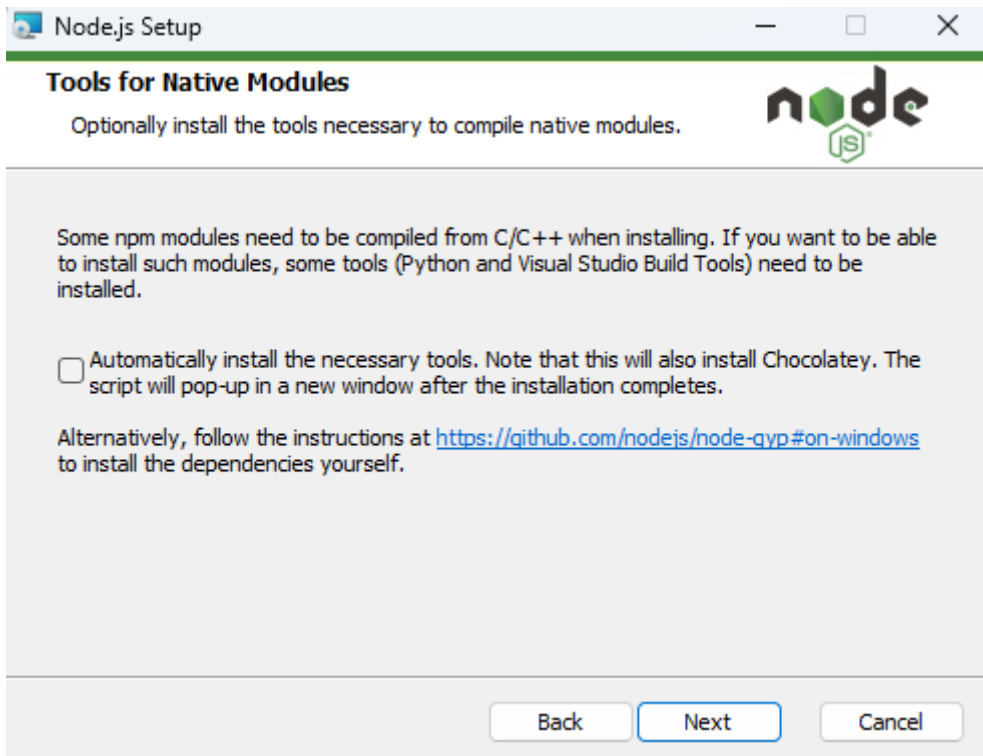 Node.js Setup
Tools for Native Modules
Optionally install the tools necessary to compile native modules.
node
JS
Some npm modules need to be compiled from C/C++ when installing. If you want to be able
to install such modules, some tools (Python and Visual Studio Build Tools) need to be
installed.
Automatically install the necessary tools. Note that this will also install Chocolatey. The
script will pop-up in a new window after the installation completes.
Alternatively, follow the instructions at https://github.com/nodejs/node-gyp#on-windows
to install the dependencies yourself.
Back Next Cancel